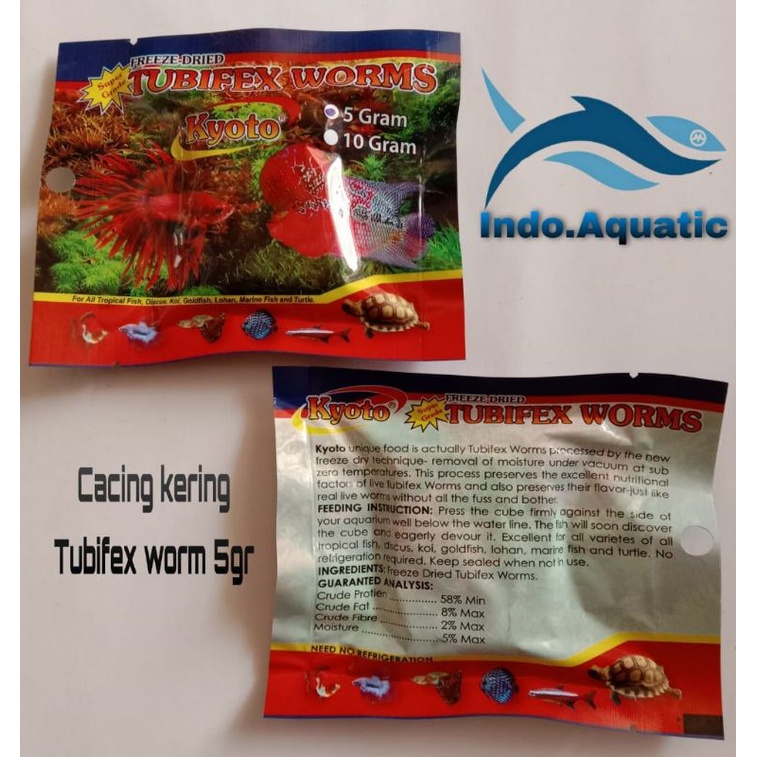 FREEZE-DRIED
Super Grade
TUBIFEX WORMS
Kyoto®
5 Gram
10 Gram
For All Tropical Fish, Discus, Koi, Goldfish, Lohan, Marine Fish and Turtle.
Indo.Aquatic
Cacing kering
Tubifex worm 5gr
Kyoto®
Super Grade
FREEZE-DRIED
TUBIFEX WORMS
Kyoto unique food is actually Tubifex Worms processed by the new
freeze dry technique- removal of moisture under vacuum at sub
zero temperatures. This process preserves the excellent nutritional
factors of live Tubifex Worms and also preserves their flavor-just like
real live worms without all the fuss and bother.
FEEDING INSTRUCTION: Press the cube firmly against the side of
your aquarium well below the water line. The fish will soon discover
the cube and eagerly devour it. Excellent for all varietes of all
tropical fish, discus, koi, goldfish, lohan, marine fish and turtle. No
refrigeration required. Keep sealed when not in use.
INGREDIENTS: Freeze Dried Tubifex Worms.
GUARANTED ANALYSIS:
Crude Protien ........... 58% Min
Crude Fat ................... 8% Max
Crude Fibre ................ 2% Max
Moisture .................... 5% Max
NEED NO REFRIGERATION